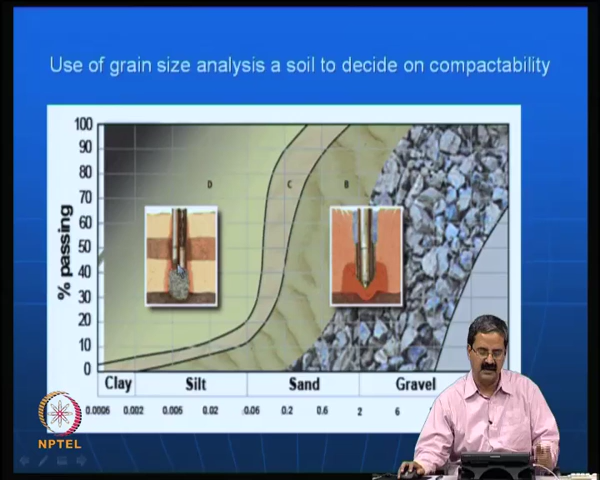 Use of grain size analysis a soil to decide on compactability
% passing
100
90
80
70
60
50
40
30
20
10
0
D
C
B
Clay
Silt
Sand
Gravel
0.0006
0.002
0.006
0.02
0.06
0.2
0.6
2
6
NPTEL